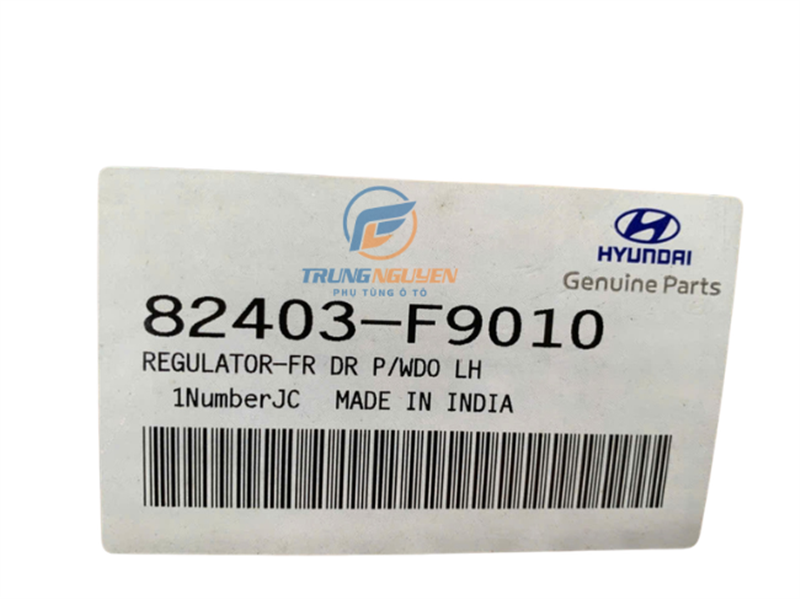 TRUNG NGUYEN
PHỤ TÙNG Ô TÔ
HYUNDAI
Genuine Parts
82403-F9010
REGULATOR-FR DR P/WDO LH
1NumberJC MADE IN INDIA